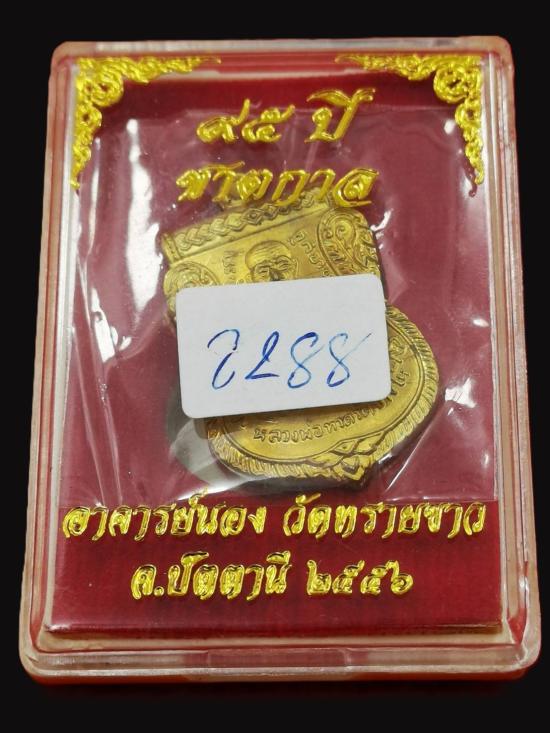 ๙๕ ปี
ชาตกาล
2288
อาจารย์นอง วัดทรายขาว
จ.ปัตตานี ๒๕๕๖